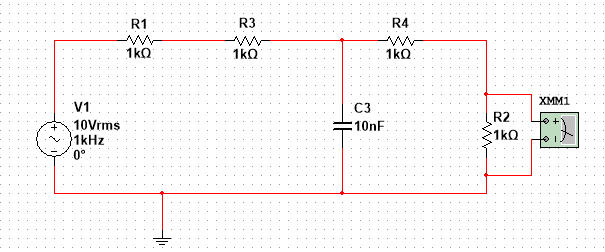 R1
1kΩ
R3
1kΩ
R4
1kΩ
V1
10Vrms
1kHz
0°
C3
10nF
R2
1kΩ
XMM1